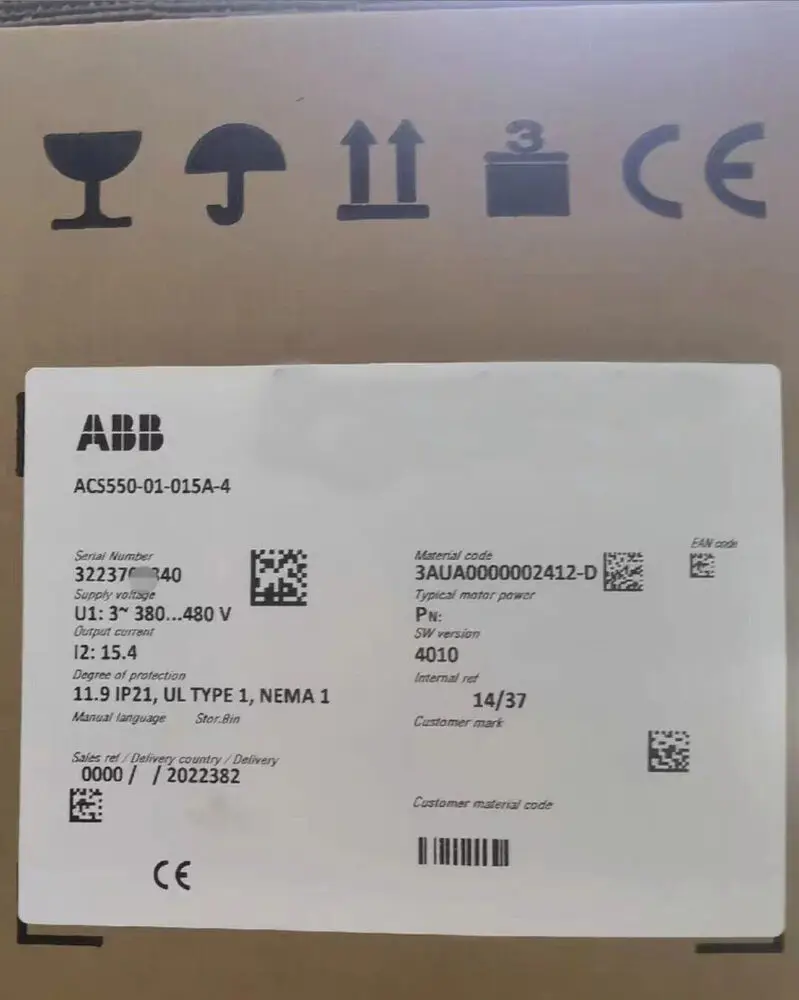 3
CE
ABB
ACS550-01-015A-4
Serial Number
Supply voltage
U1: 3~ 380...480 V
Output current
I2: 15.4
Degree of protection
11.9 IP21, UL TYPE 1, NEMA 1
Manual language Stor.Bin
Sales ref / Delivery country / Delivery
0000 / / 2022382
CE
Material code
3AUA0000002412-D
Typical motor power
PN:
SW version
4010
Internal ref
14/37
Customer mark
Customer material code
EAN code